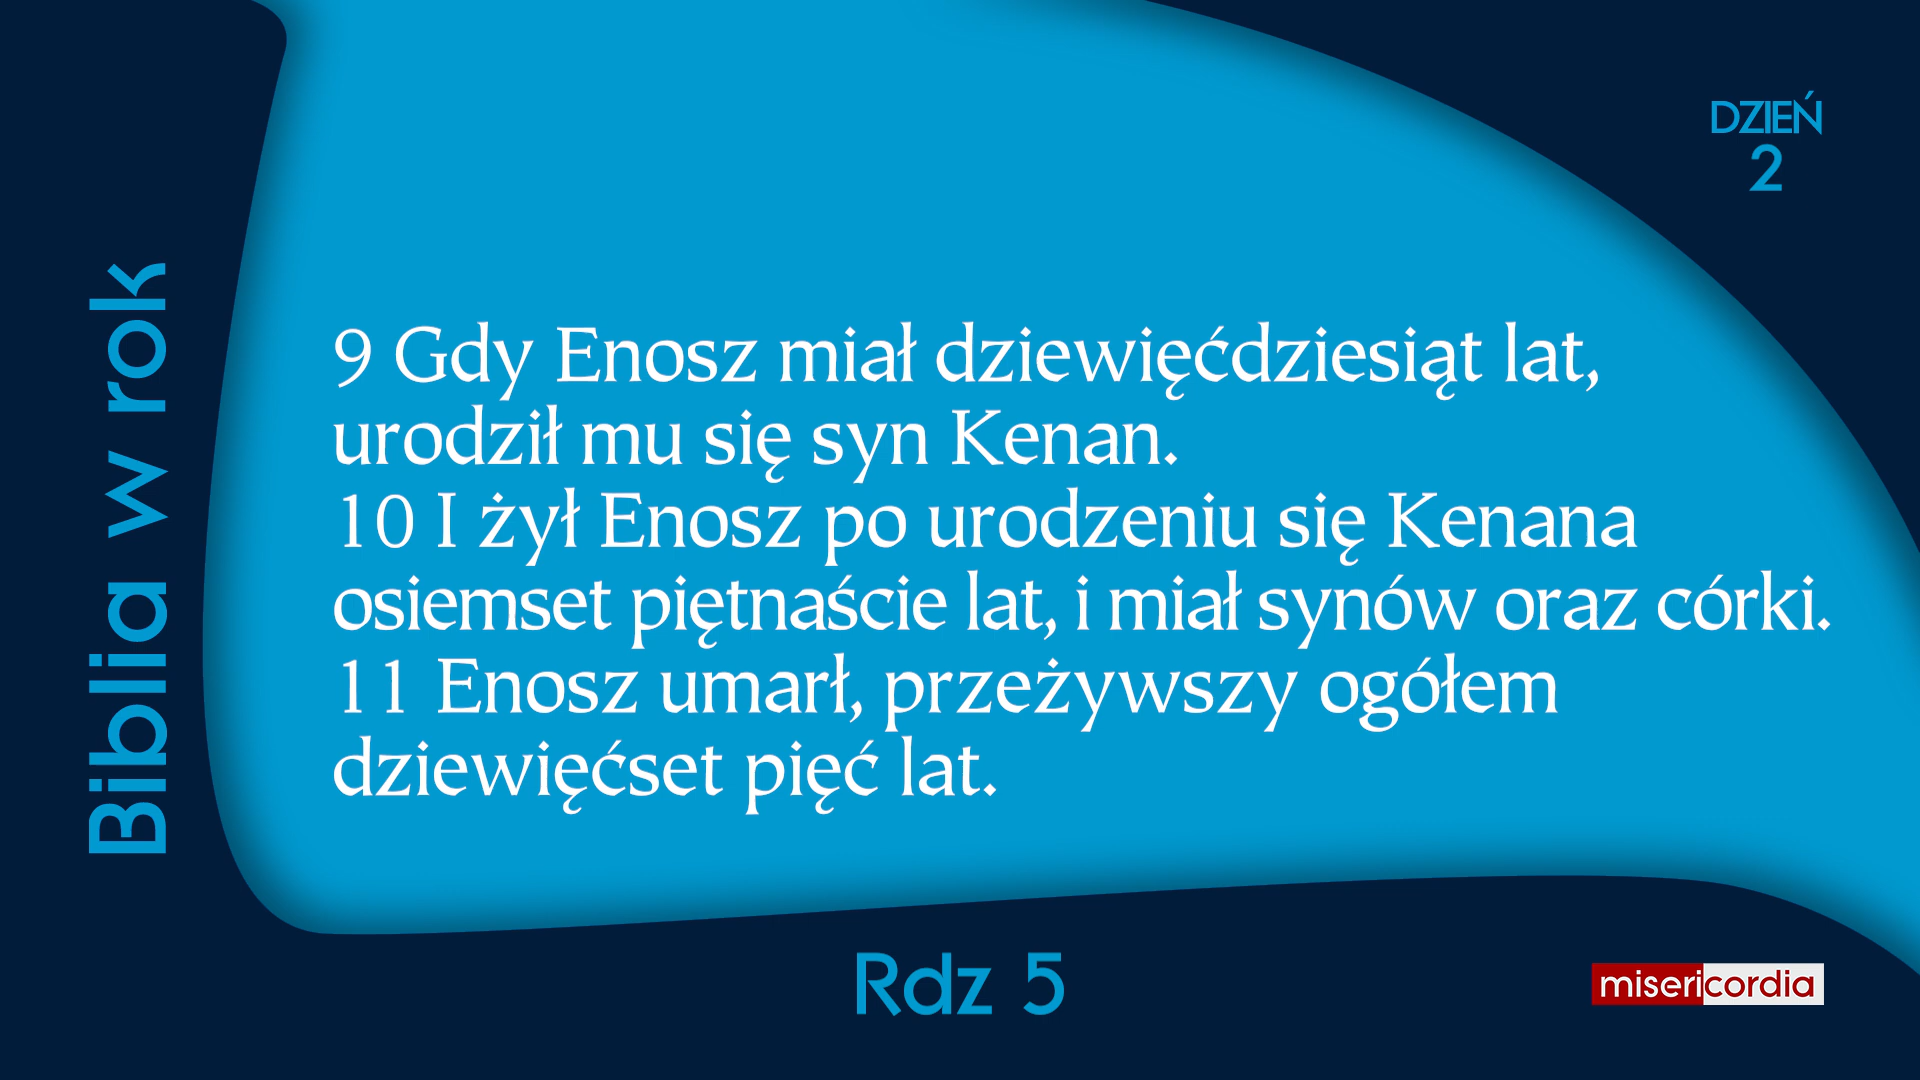 DZIEŃ
2
Biblia w rok
9 Gdy Enosz miał dziewięćdziesiąt lat,
urodził mu się syn Kenan.
10 I żył Enosz po urodzeniu się Kenana
osiemset piętnaście lat, i miał synów oraz córki.
11 Enosz umarł, przeżywszy ogółem
dziewięćset pięć lat.
Rdz 5
misericordia